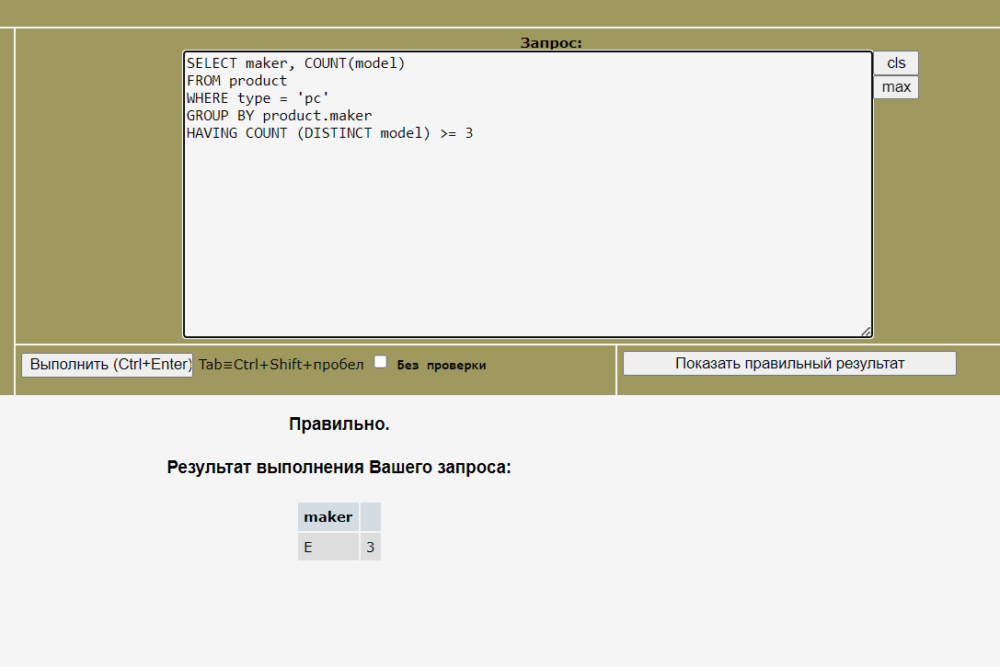 Запрос:
SELECT maker, COUNT(model)
FROM product
WHERE type = 'pc'
GROUP BY product.maker
HAVING COUNT (DISTINCT model) >= 3
cls
max
Выполнить (Ctrl+Enter) Tab≡Ctrl+Shift+пробел Без проверки
Показать правильный результат
Правильно.
Результат выполнения Вашего запроса:
maker
E 3